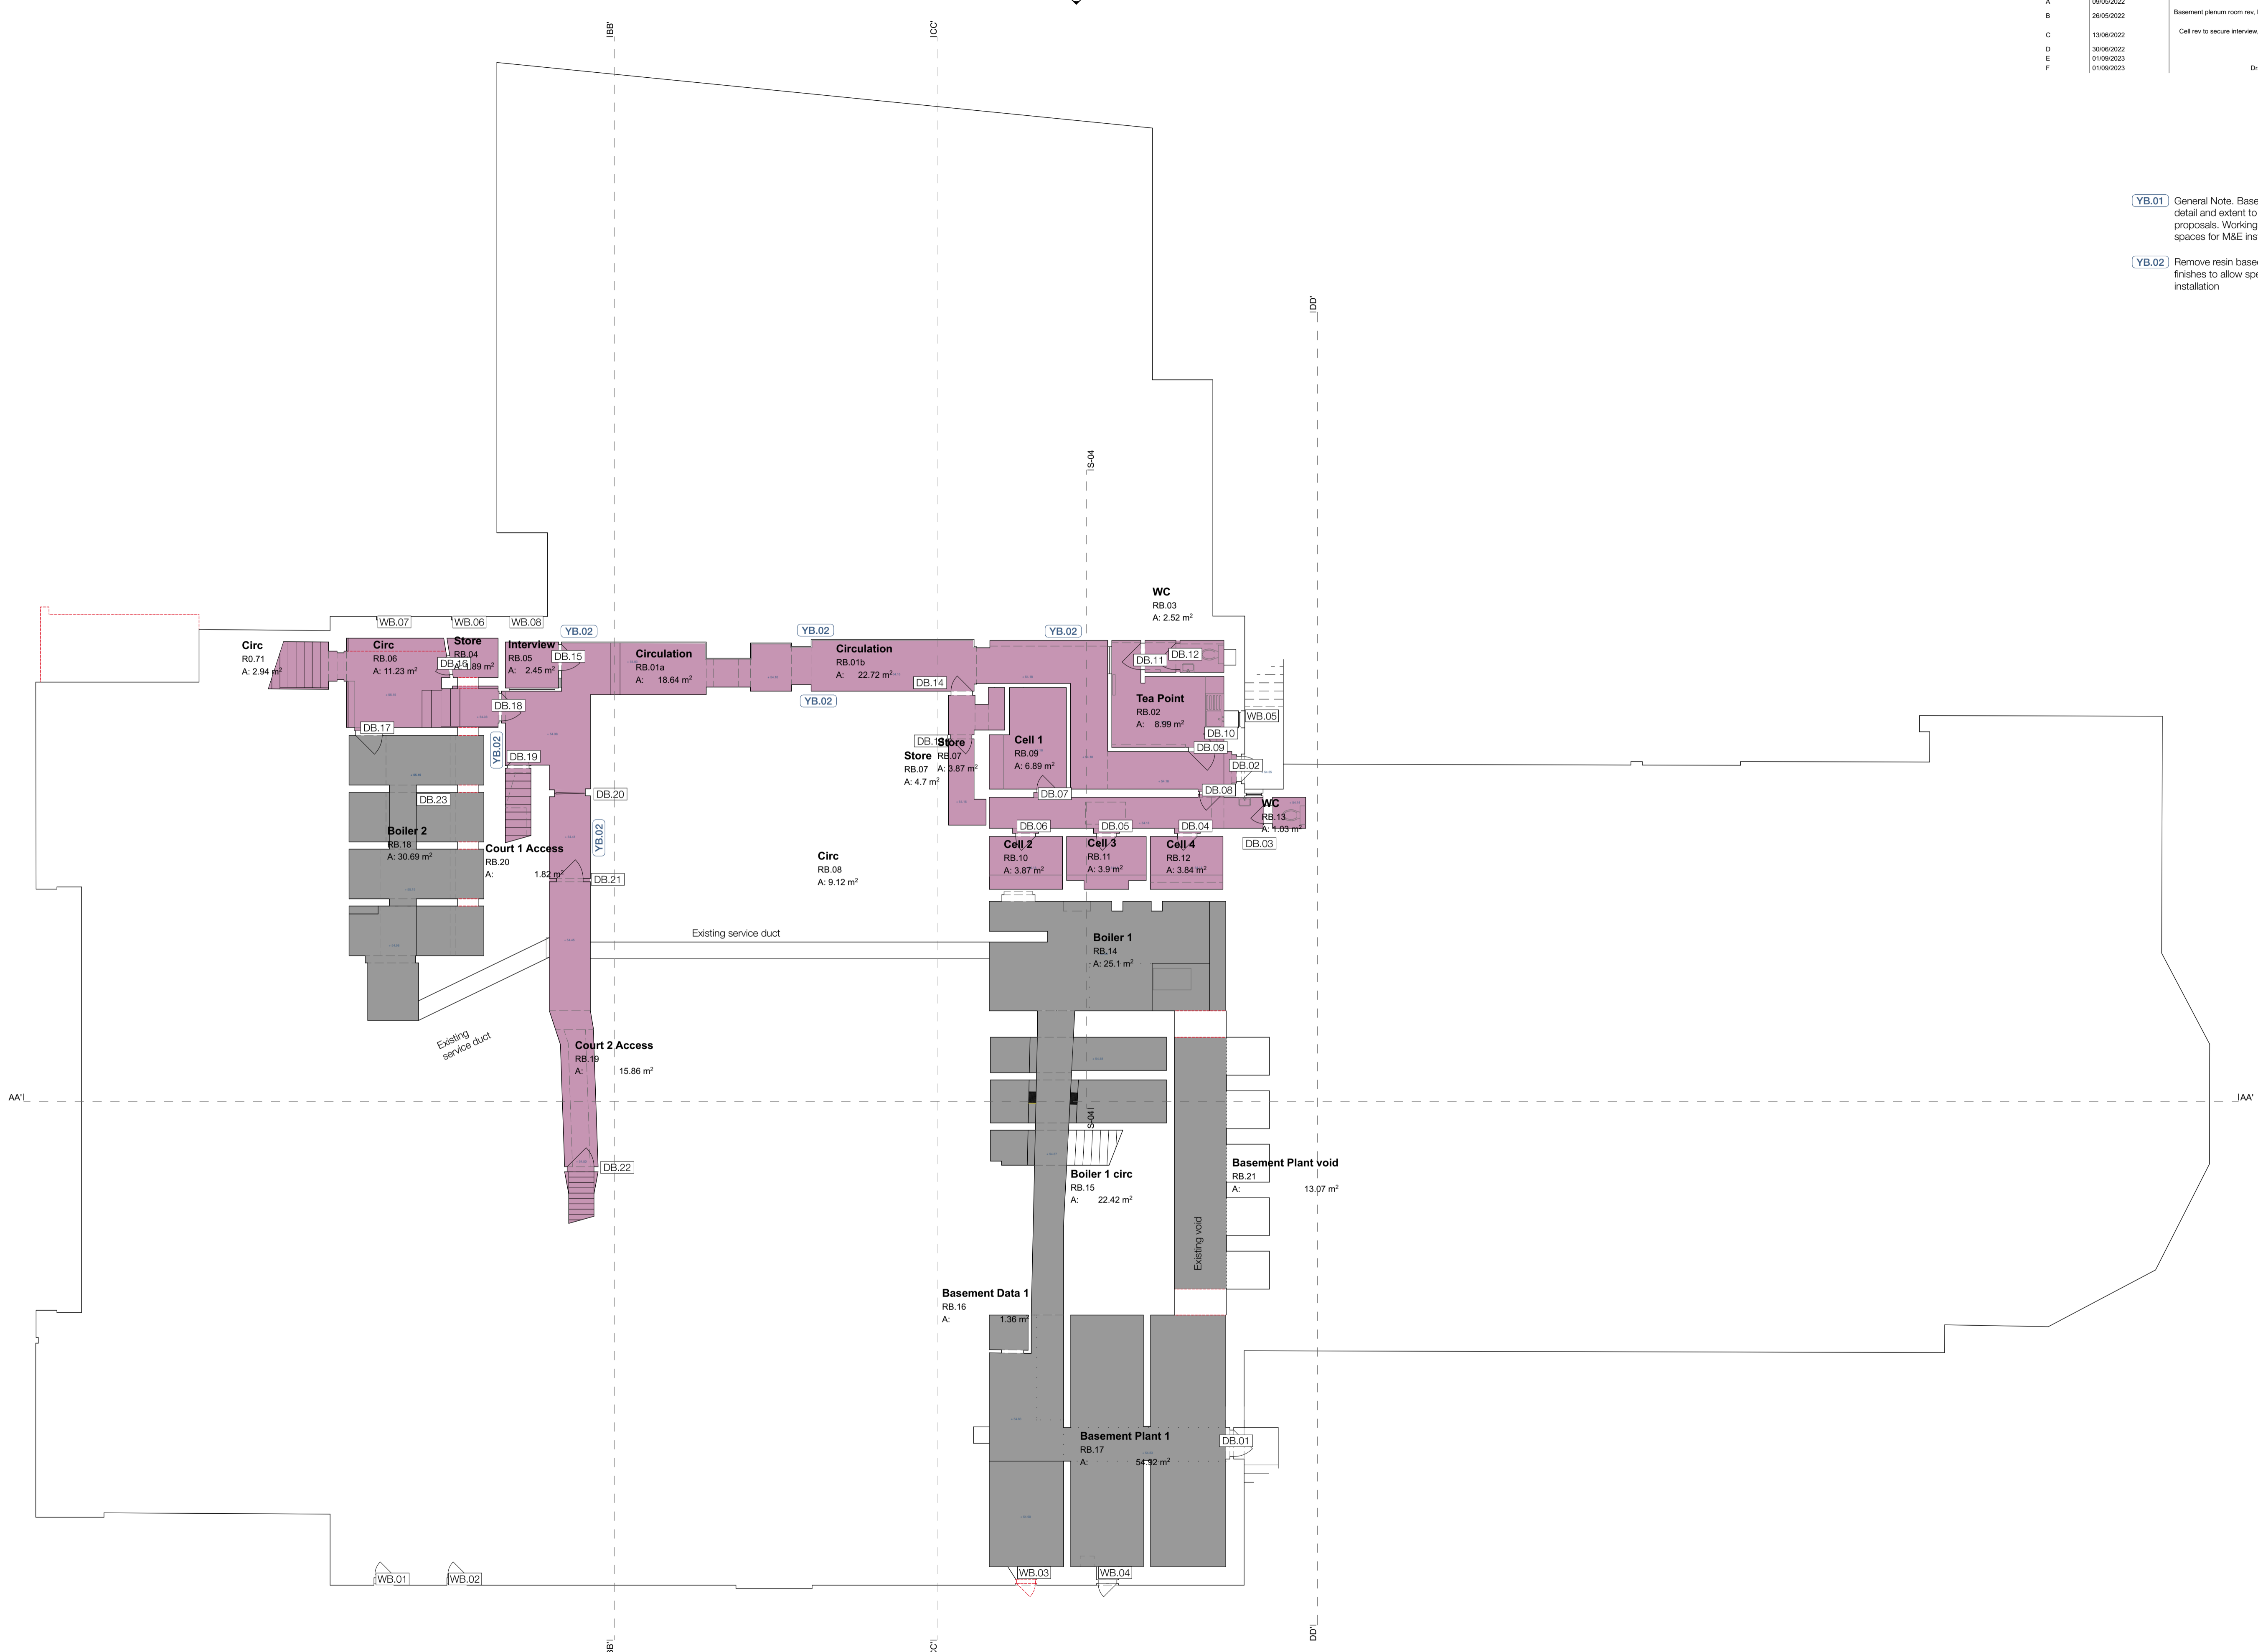 A 09/05/2022
B 26/05/2022 Basement plenum room rev,
C 13/06/2022 Cell rev to secure interview,
D 30/06/2022
E 01/09/2023
F 01/09/2023 Dr
BB'
CC'
YB.01 General Note. Base
detail and extent to
proposals. Working
spaces for M&E ins
YB.02 Remove resin based
finishes to allow spe
installation
DD'
S-04
WC
RB.03
A: 2.52 m²
WB.07
WB.06
WB.08
YB.02
YB.02
YB.02
Circ
R0.71
A: 2.94 m²
Circ
RB.06
A: 11.23 m²
Store
RB.04
A: 1.89 m²
DB.16
Interview
RB.05
A: 2.45 m²
DB.15
Circulation
RB.01a
A: 18.64 m²
Circulation
RB.01b
A: 22.72 m²
DB.14
DB.11
DB.12
YB.02
DB.18
DB.17
Tea Point
RB.02
A: 8.99 m²
WB.05
DB.10
DB.09
DB.02
YB.02
DB.19
Store
RB.07
A: 4.7 m²
Store
RB.07
A: 3.87 m²
Cell 1
RB.09
A: 6.89 m²
DB.07
DB.08
DB.20
DB.23
WC
RB.13
A: 1.03 m²
DB.03
DB.06
DB.05
DB.04
YB.02
Boiler 2
RB.18
A: 30.69 m²
Court 1 Access
RB.20
A: 1.82 m²
DB.21
Circ
RB.08
A: 9.12 m²
Cell 2
RB.10
A: 3.87 m²
Cell 3
RB.11
A: 3.9 m²
Cell 4
RB.12
A: 3.84 m²
Existing service duct
Boiler 1
RB.14
A: 25.1 m²
Existing
service duct
Court 2 Access
RB.19
A: 15.86 m²
AA'
AA'
S-04
DB.22
Boiler 1 circ
RB.15
A: 22.42 m²
Basement Plant void
RB.21
A: 13.07 m²
Existing void
Basement Data 1
RB.16
A: 1.36 m²
Basement Plant 1
RB.17
A: 54.92 m²
DB.01
WB.01
WB.02
WB.03
WB.04
BB'
CC'
DD'